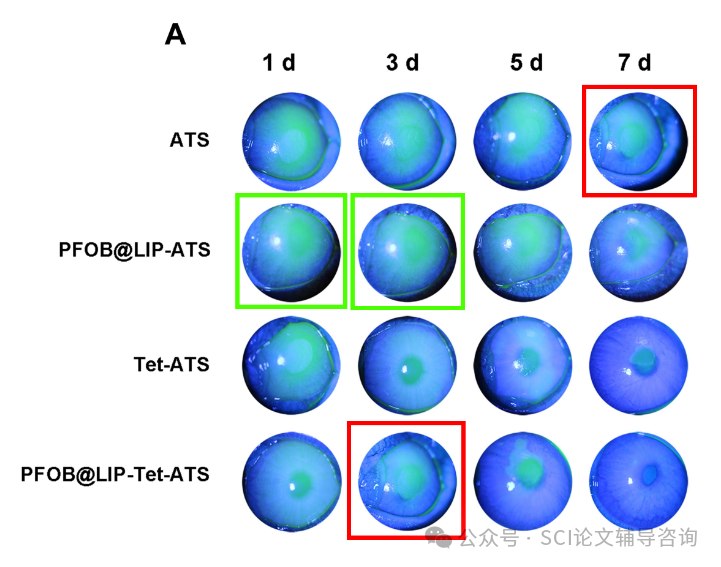 A
1 d 3 d 5 d 7 d
ATS
PFOB@LIP-ATS
Tet-ATS
PFOB@LIP-Tet-ATS
公众号 · SCI论文辅导咨询